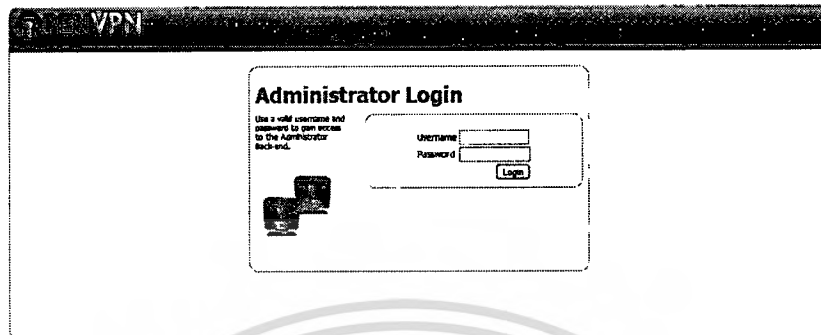 VPN
Administrator Login
Use a valid username and
password to gain access
to the Administrator
Back-end.
Username
Password
Login